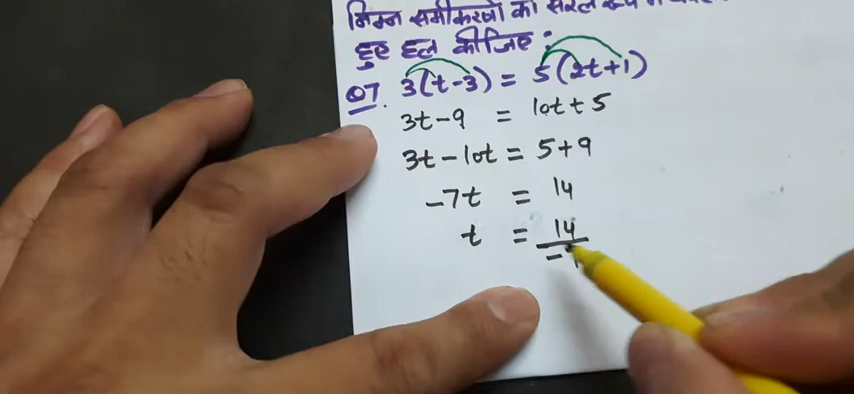 निम्न समीकरणों को सरल रूप में
हुए हल कीजिए :
Q7. 3(t-3) = 5(2t+1)
3t-9 = 10t+5
3t-10t = 5+9
-7t = 14
t = 14/-7